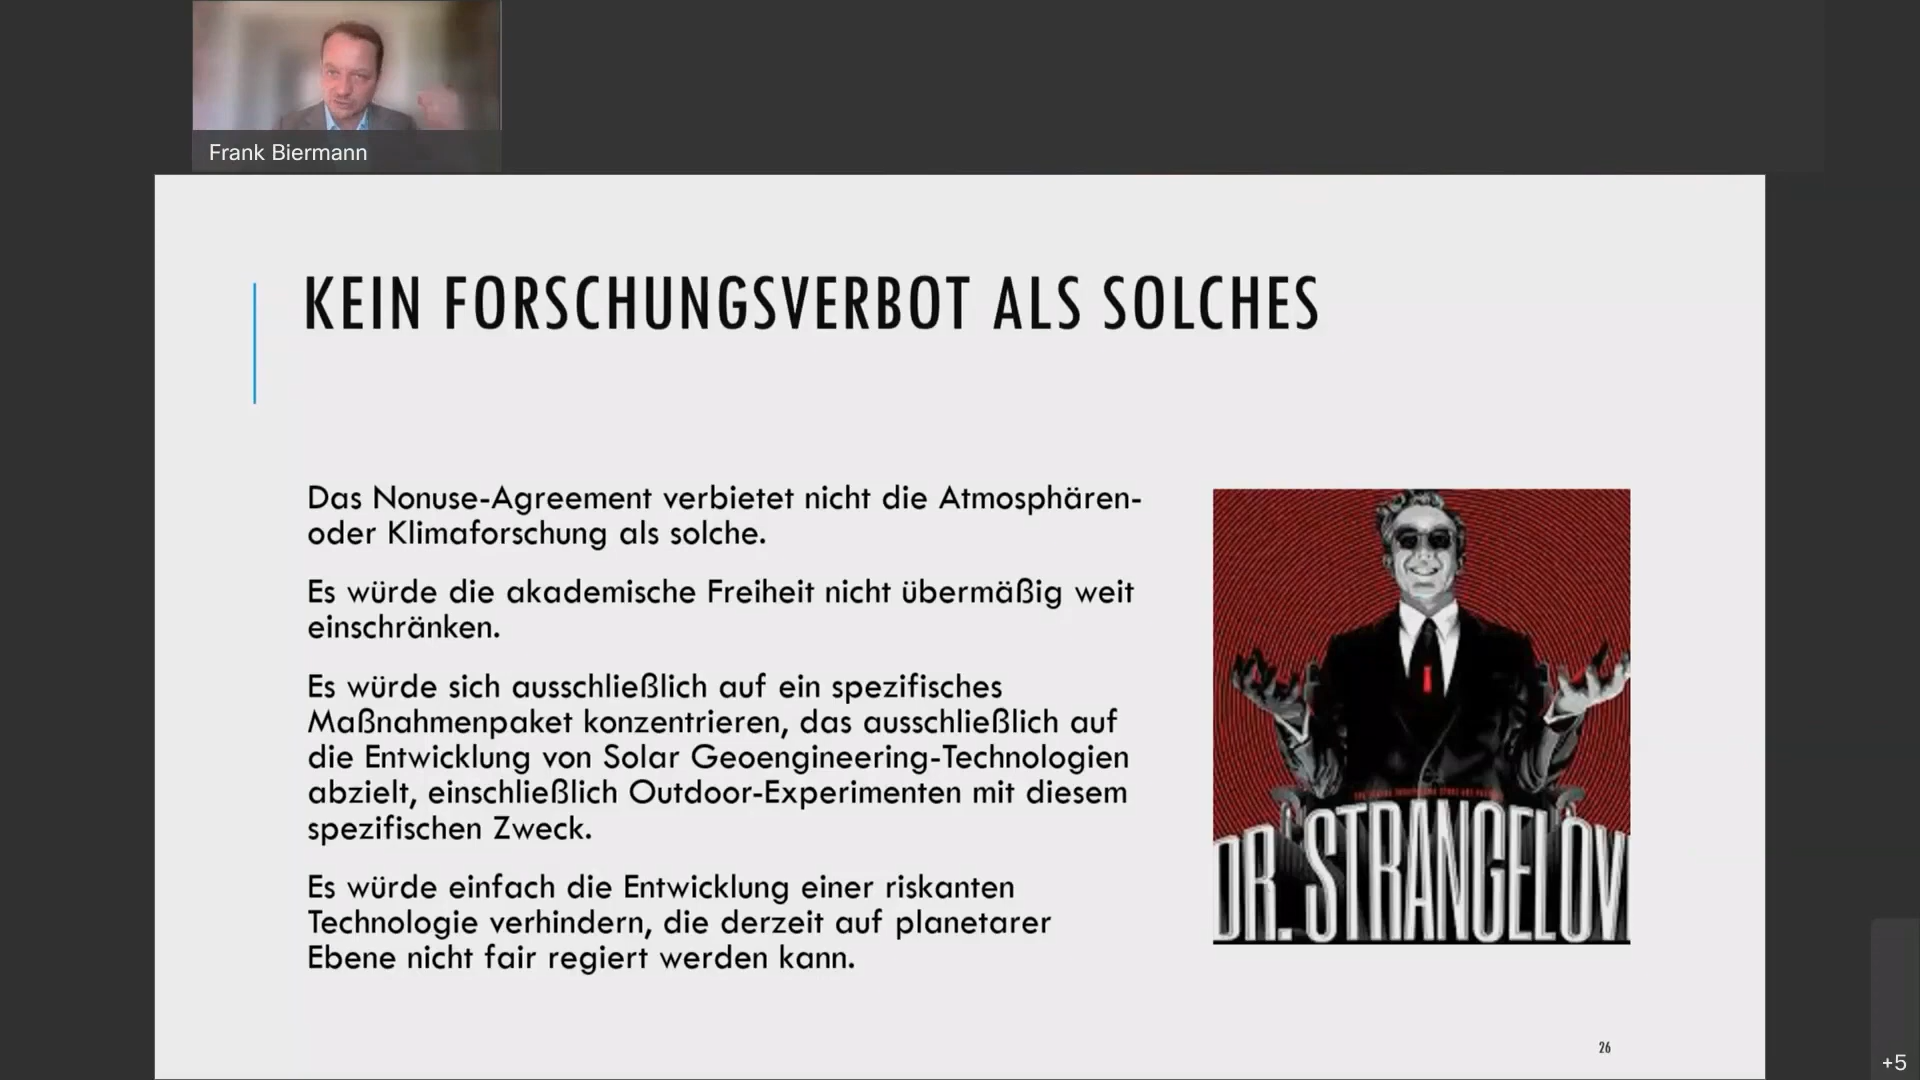 Frank Biermann
KEIN FORSCHUNGSVERBOT ALS SOLCHES
Das Nonuse-Agreement verbietet nicht die Atmosphären-
oder Klimaforschung als solche.
Es würde die akademische Freiheit nicht übermäßig weit
einschränken.
Es würde sich ausschließlich auf ein spezifisches
Maßnahmenpaket konzentrieren, das ausschließlich auf
die Entwicklung von Solar Geoengineering-Technologien
abzielt, einschließlich Outdoor-Experimenten mit diesem
spezifischen Zweck.
Es würde einfach die Entwicklung einer riskanten
Technologie verhindern, die derzeit auf planetarer
Ebene nicht fair regiert werden kann.
DR. STRANGELOV
26
+5